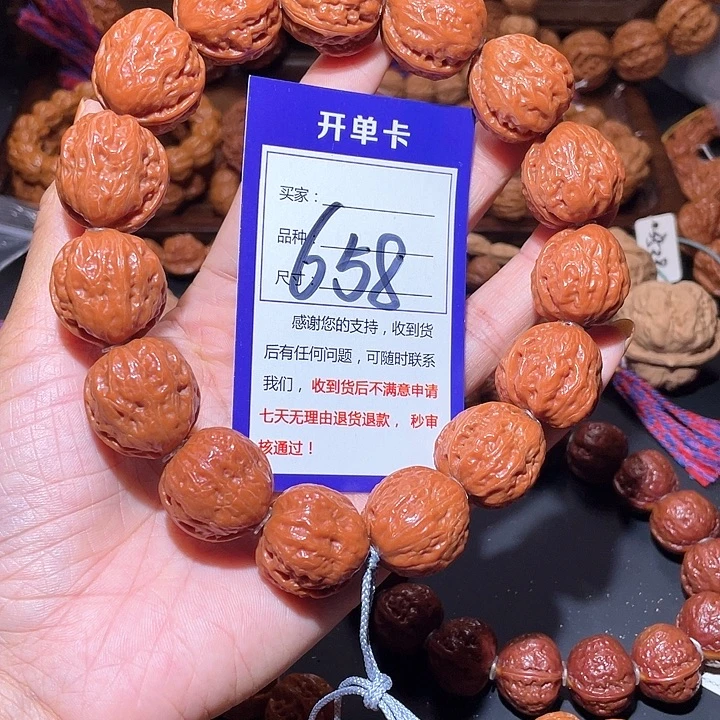 开单卡
买家：
品种：
尺寸：
658
感谢您的支持，收到货
后有任何问题，可随时联系
我们，收到货后不满意申请
七天无理由退货退款，秒审
核通过！